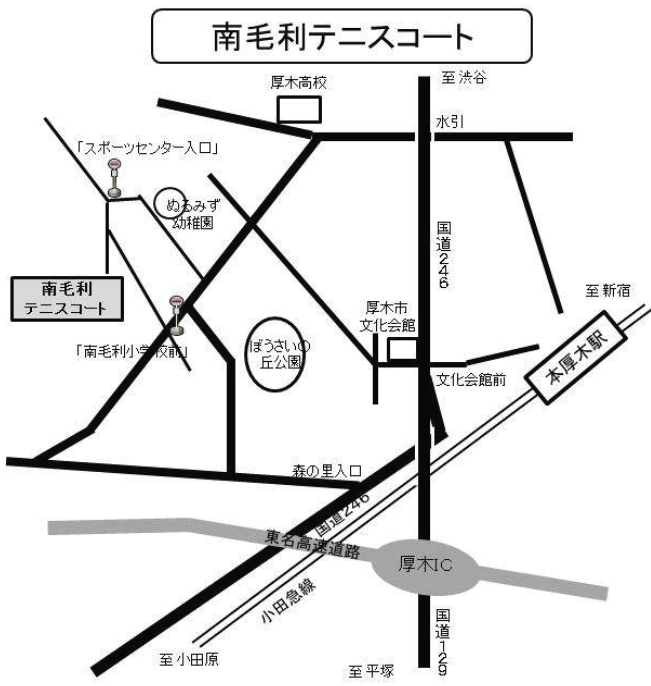 南毛利テニスコート
至渋谷
厚木高校
水引
「スポーツセンター入口」
ぬるみず
幼稚園
国道246
至新宿
南毛利
テニスコート
厚木市
文化会館
本厚木駅
「南毛利小学校前」
ぼうさいの
丘公園
文化会館前
森の里入口
国道246
東名高速道路
厚木IC
小田急線
国道129
至小田原
至平塚